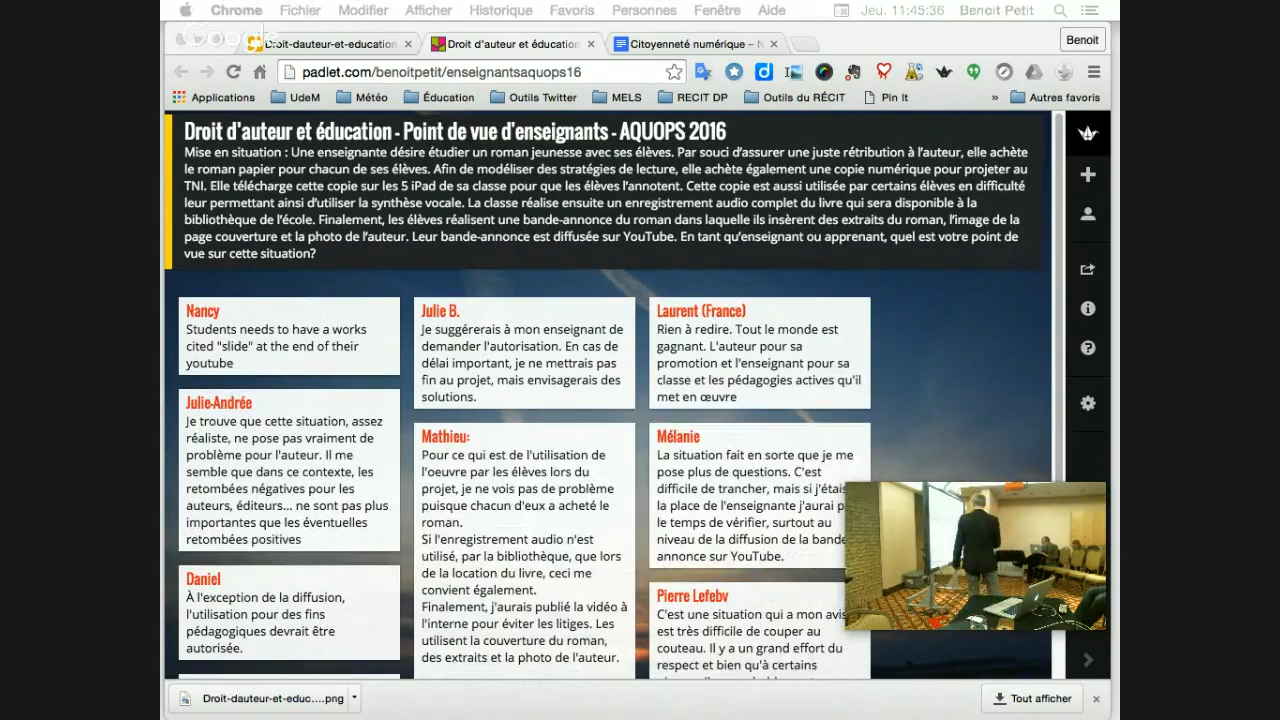 Chrome Fichier Modifier Afficher Historique Favoris Personnes Fenêtre Aide Jeu. 11:45:36 Benoit Petit
Google
Droit-dauteur-et-education Droit d'auteur et éducation Citoyenneté numérique – N Benoit
padlet.com/benoitpetit/enseignantsaquops16
Applications UdeM Météo Éducation Outils Twitter MELS RECIT DP Outils du RÉCIT Pin It » Autres favoris
Droit d'auteur et éducation - Point de vue d'enseignants - AQUOPS 2016
Mise en situation : Une enseignante désire étudier un roman jeunesse avec ses élèves. Par souci d'assurer une juste rétribution à l'auteur, elle achète
le roman papier pour chacun de ses élèves. Afin de modéliser des stratégies de lecture, elle achète également une copie numérique pour projeter au
TNI. Elle télécharge cette copie sur les 5 iPad de sa classe pour que les élèves l'annotent. Cette copie est aussi utilisée par certains élèves en difficulté
leur permettant ainsi d'utiliser la synthèse vocale. La classe réalise ensuite un enregistrement audio complet du livre qui sera disponible à la
bibliothèque de l'école. Finalement, les élèves réalisent une bande-annonce du roman dans laquelle ils insèrent des extraits du roman, l'image de la
page couverture et la photo de l'auteur. Leur bande-annonce est diffusée sur YouTube. En tant qu'enseignant ou apprenant, quel est votre point de
vue sur cette situation?
Nancy
Students needs to have a works
cited "slide" at the end of their
youtube
Julie-Andrée
Je trouve que cette situation, assez
réaliste, ne pose pas vraiment de
problème pour l'auteur. Il me
semble que dans ce contexte, les
retombées négatives pour les
auteurs, éditeurs... ne sont pas plus
importantes que les éventuelles
retombées positives
Daniel
À l'exception de la diffusion,
l'utilisation pour des fins
pédagogiques devrait être
autorisée.
Julie B.
Je suggérerais à mon enseignant de
demander l'autorisation. En cas de
délai important, je ne mettrais pas
fin au projet, mais envisagerais des
solutions.
Mathieu:
Pour ce qui est de l'utilisation de
l'oeuvre par les élèves lors du
projet, je ne vois pas de problème
puisque chacun d'eux a acheté le
roman.
Si l'enregistrement audio n'est
utilisé, par la bibliothèque, que lors
de la location du livre, ceci me
convient également.
Finalement, j'aurais publié la vidéo à
l'interne pour éviter les litiges. Les
utilisent la couverture du roman,
des extraits et la photo de l'auteur.
Laurent (France)
Rien à redire. Tout le monde est
gagnant. L'auteur pour sa
promotion et l'enseignant pour sa
classe et les pédagogies actives qu'il
met en œuvre
Mélanie
La situation fait en sorte que je me
pose plus de questions. C'est
difficile de trancher, mais si j'étais
la place de l'enseignante j'aurai
le temps de vérifier, surtout au
niveau de la diffusion de la bande
annonce sur YouTube.
Pierre Lefebv
C'est une situation qui a mon avis
est très difficile de couper au
couteau. Il y a un grand effort du
respect et bien qu'à certains
Droit-dauteur-et-educ....png Tout afficher